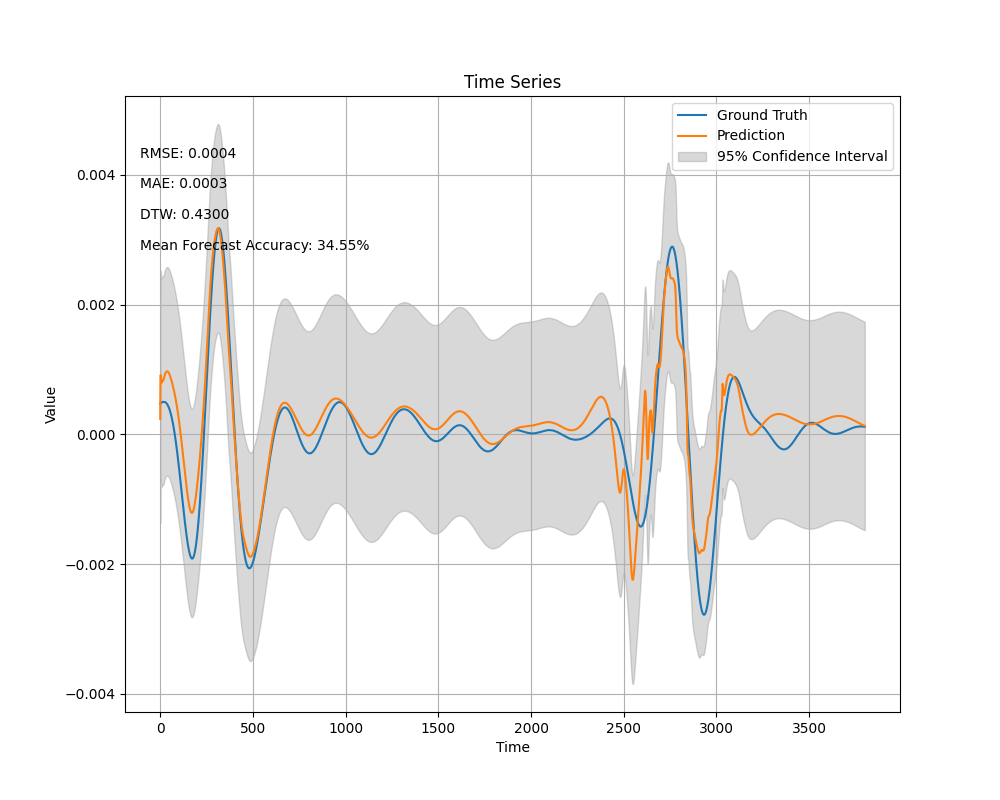 Time Series
Ground Truth
Prediction
95% Confidence Interval
RMSE: 0.0004
MAE: 0.0003
DTW: 0.4300
Mean Forecast Accuracy: 34.55%
0.004
0.002
0.000
−0.002
−0.004
Value
0 500 1000 1500 2000 2500 3000 3500
Time